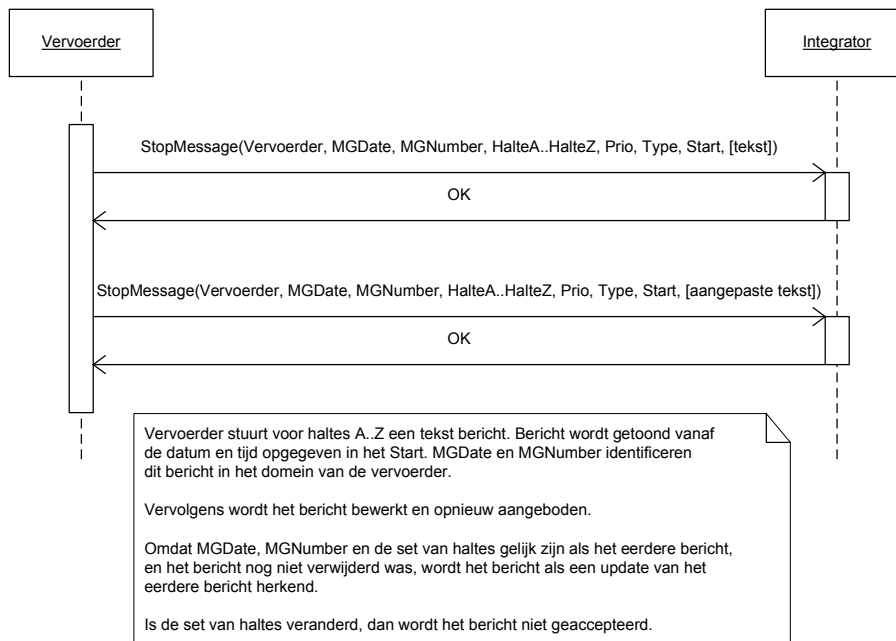 Vervoerder
Integrator
StopMessage(Vervoerder, MGDate, MGNumber, HalteA..HalteZ, Prio, Type, Start, [tekst])
OK
StopMessage(Vervoerder, MGDate, MGNumber, HalteA..HalteZ, Prio, Type, Start, [aangepaste tekst])
OK
Vervoerder stuurt voor haltes A..Z een tekst bericht. Bericht wordt getoond vanaf
de datum en tijd opgegeven in het Start. MGDate en MGNumber identificeren
dit bericht in het domein van de vervoerder.
Vervolgens wordt het bericht bewerkt en opnieuw aangeboden.
Omdat MGDate, MGNumber en de set van haltes gelijk zijn als het eerdere bericht,
en het bericht nog niet verwijderd was, wordt het bericht als een update van het
eerdere bericht herkend.
Is de set van haltes veranderd, dan wordt het bericht niet geaccepteerd.